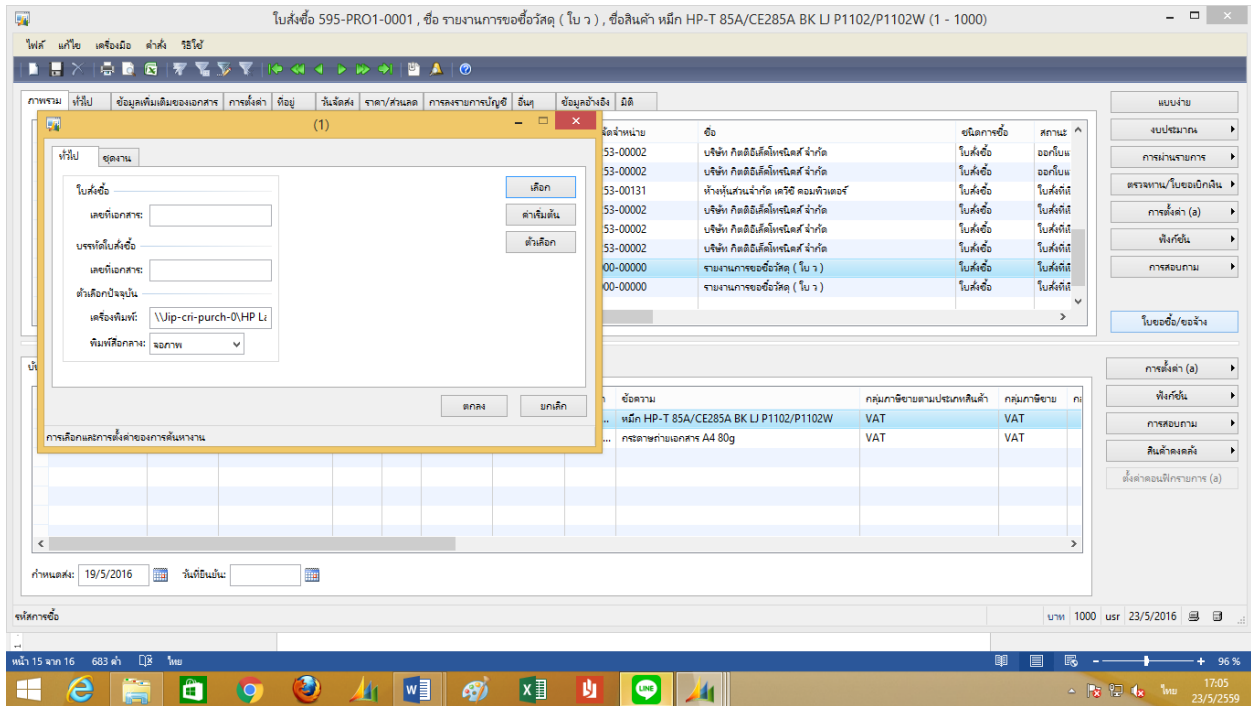 ใบสั่งซื้อ 595-PRO1-0001 , ชื่อ รายงานการขอซื้อวัสดุ ( ใบ ว ) , ชื่อสินค้า หมึก HP-T 85A/CE285A BK LJ P1102/P1102W (1 - 1000)
ไฟล์ แก้ไข เครื่องมือ คำสั่ง วิธีใช้
ภาพรวม ทั่วไป ข้อมูลเพิ่มเติมของเอกสาร การตั้งค่า ที่อยู่ วันจัดส่ง ราคา/ส่วนลด การลงรายการบัญชี อื่นๆ ข้อมูลอ้างอิง มิติ
แบบง่าย
งบประมาณ
การผ่านรายการ
ตรวจทาน/ใบขอเบิกเงิน
การตั้งค่า (a)
ฟังก์ชัน
การสอบถาม
ใบขอซื้อ/ขอจ้าง
ชื่อ ชนิดการซื้อ สถานะ
53-00002 บริษัท กิตติอิเล็คโทรนิคส์ จำกัด ใบสั่งซื้อ
53-00002 บริษัท กิตติอิเล็คโทรนิคส์ จำกัด ใบสั่งซื้อ
53-00131 ห้างหุ้นส่วนจำกัด เควีซี คอมพิวเตอร์ ใบสั่งซื้อ
53-00002 บริษัท กิตติอิเล็คโทรนิคส์ จำกัด ใบสั่งซื้อ
53-00002 บริษัท กิตติอิเล็คโทรนิคส์ จำกัด ใบสั่งซื้อ
53-00002 บริษัท กิตติอิเล็คโทรนิคส์ จำกัด ใบสั่งซื้อ
00-00000 รายงานการขอซื้อวัสดุ ( ใบ ว ) ใบสั่งซื้อ
00-00000 รายงานการขอซื้อวัสดุ ( ใบ ว ) ใบสั่งซื้อ
(1)
ทั่วไป ชุดงาน
ใบสั่งซื้อ
เลขที่เอกสาร:
บรรทัดใบสั่งซื้อ
เลขที่เอกสาร:
ตัวเลือกปัจจุบัน
เครื่องพิมพ์: \\Jip-cri-purch-0\HP La
พิมพ์สื่อกลาง: จอภาพ
เลือก
ค่าเริ่มต้น
ตัวเลือก
ตกลง ยกเลิก
การเลือกและการตั้งค่าของการค้นหางาน
ข้อความ กลุ่มภาษีขายตามประเภทสินค้า กลุ่มภาษีขาย
หมึก HP-T 85A/CE285A BK LJ P1102/P1102W VAT VAT
กระดาษถ่ายเอกสาร A4 80g VAT VAT
การตั้งค่า (a)
ฟังก์ชัน
การสอบถาม
สินค้าคงคลัง
ตั้งค่าคอนฟิกรายการ (a)
กำหนดส่ง: 19/5/2016 วันที่ยืนยัน:
รหัสการซื้อ บาท 1000 usr 23/5/2016
หน้า 15 จาก 16 683 คำ ไทย 96 %
LINE ไทย 17:05
23/5/2559